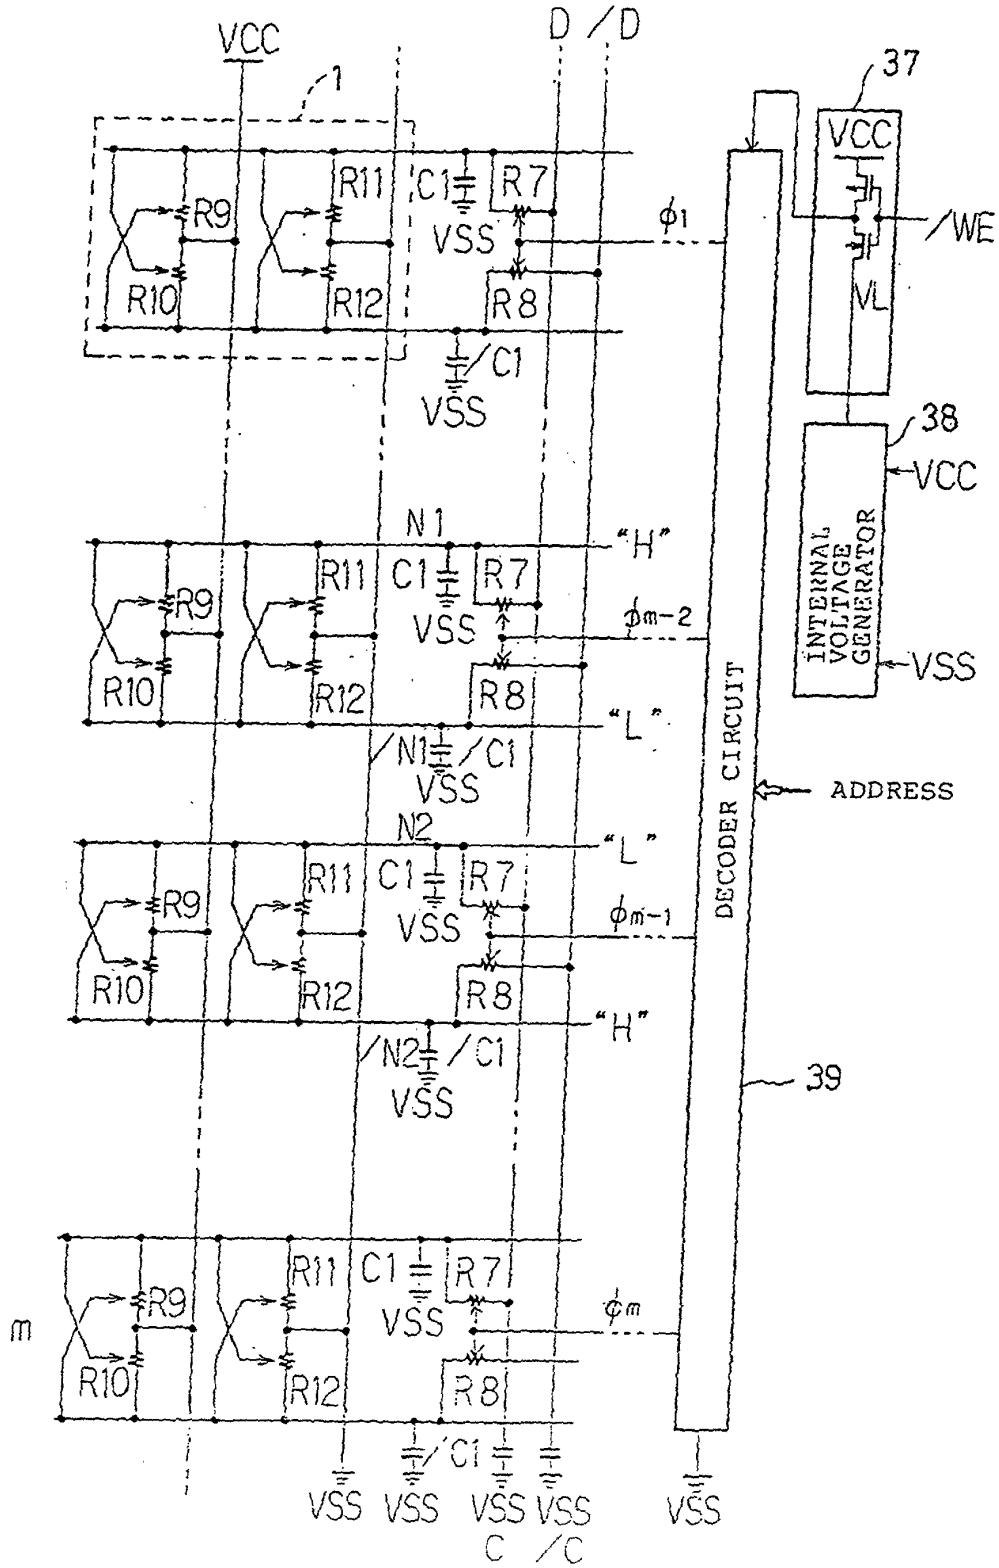 D /D
VCC
1
37
VCC
R11
C1
R7
R9
VSS
φ1
/WE
R10
R12
R8
VL
/C1
VSS
38
VCC
N1
"H"
R11
C1
R7
R9
VSS
φm-2
INTERNAL
VOLTAGE
GENERATOR
VSS
R10
R12
R8
"L"
/N1
/C1
VSS
DECODER CIRCUIT
ADDRESS
N2
"L"
R11
C1
R7
R9
VSS
φm-1
R10
R12
R8
"H"
/N2
/C1
VSS
39
R11
C1
R7
R9
VSS
φm
m
R10
R12
R8
/C1
VSS
VSS
VSS
VSS
VSS
C
/C